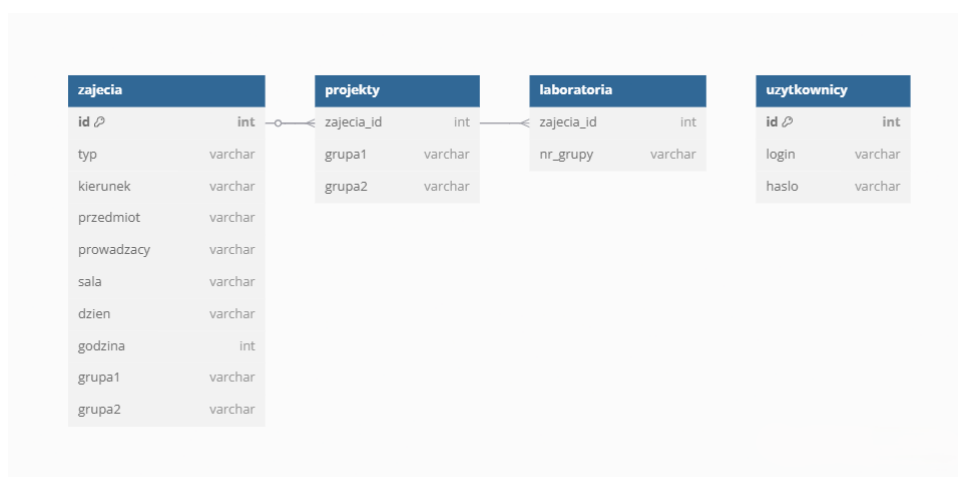 zajecia
id int
typ varchar
kierunek varchar
przedmiot varchar
prowadzacy varchar
sala varchar
dzien varchar
godzina int
grupa1 varchar
grupa2 varchar
projekty
zajecia_id int
grupa1 varchar
grupa2 varchar
laboratoria
zajecia_id int
nr_grupy varchar
uzytkownicy
id int
login varchar
haslo varchar